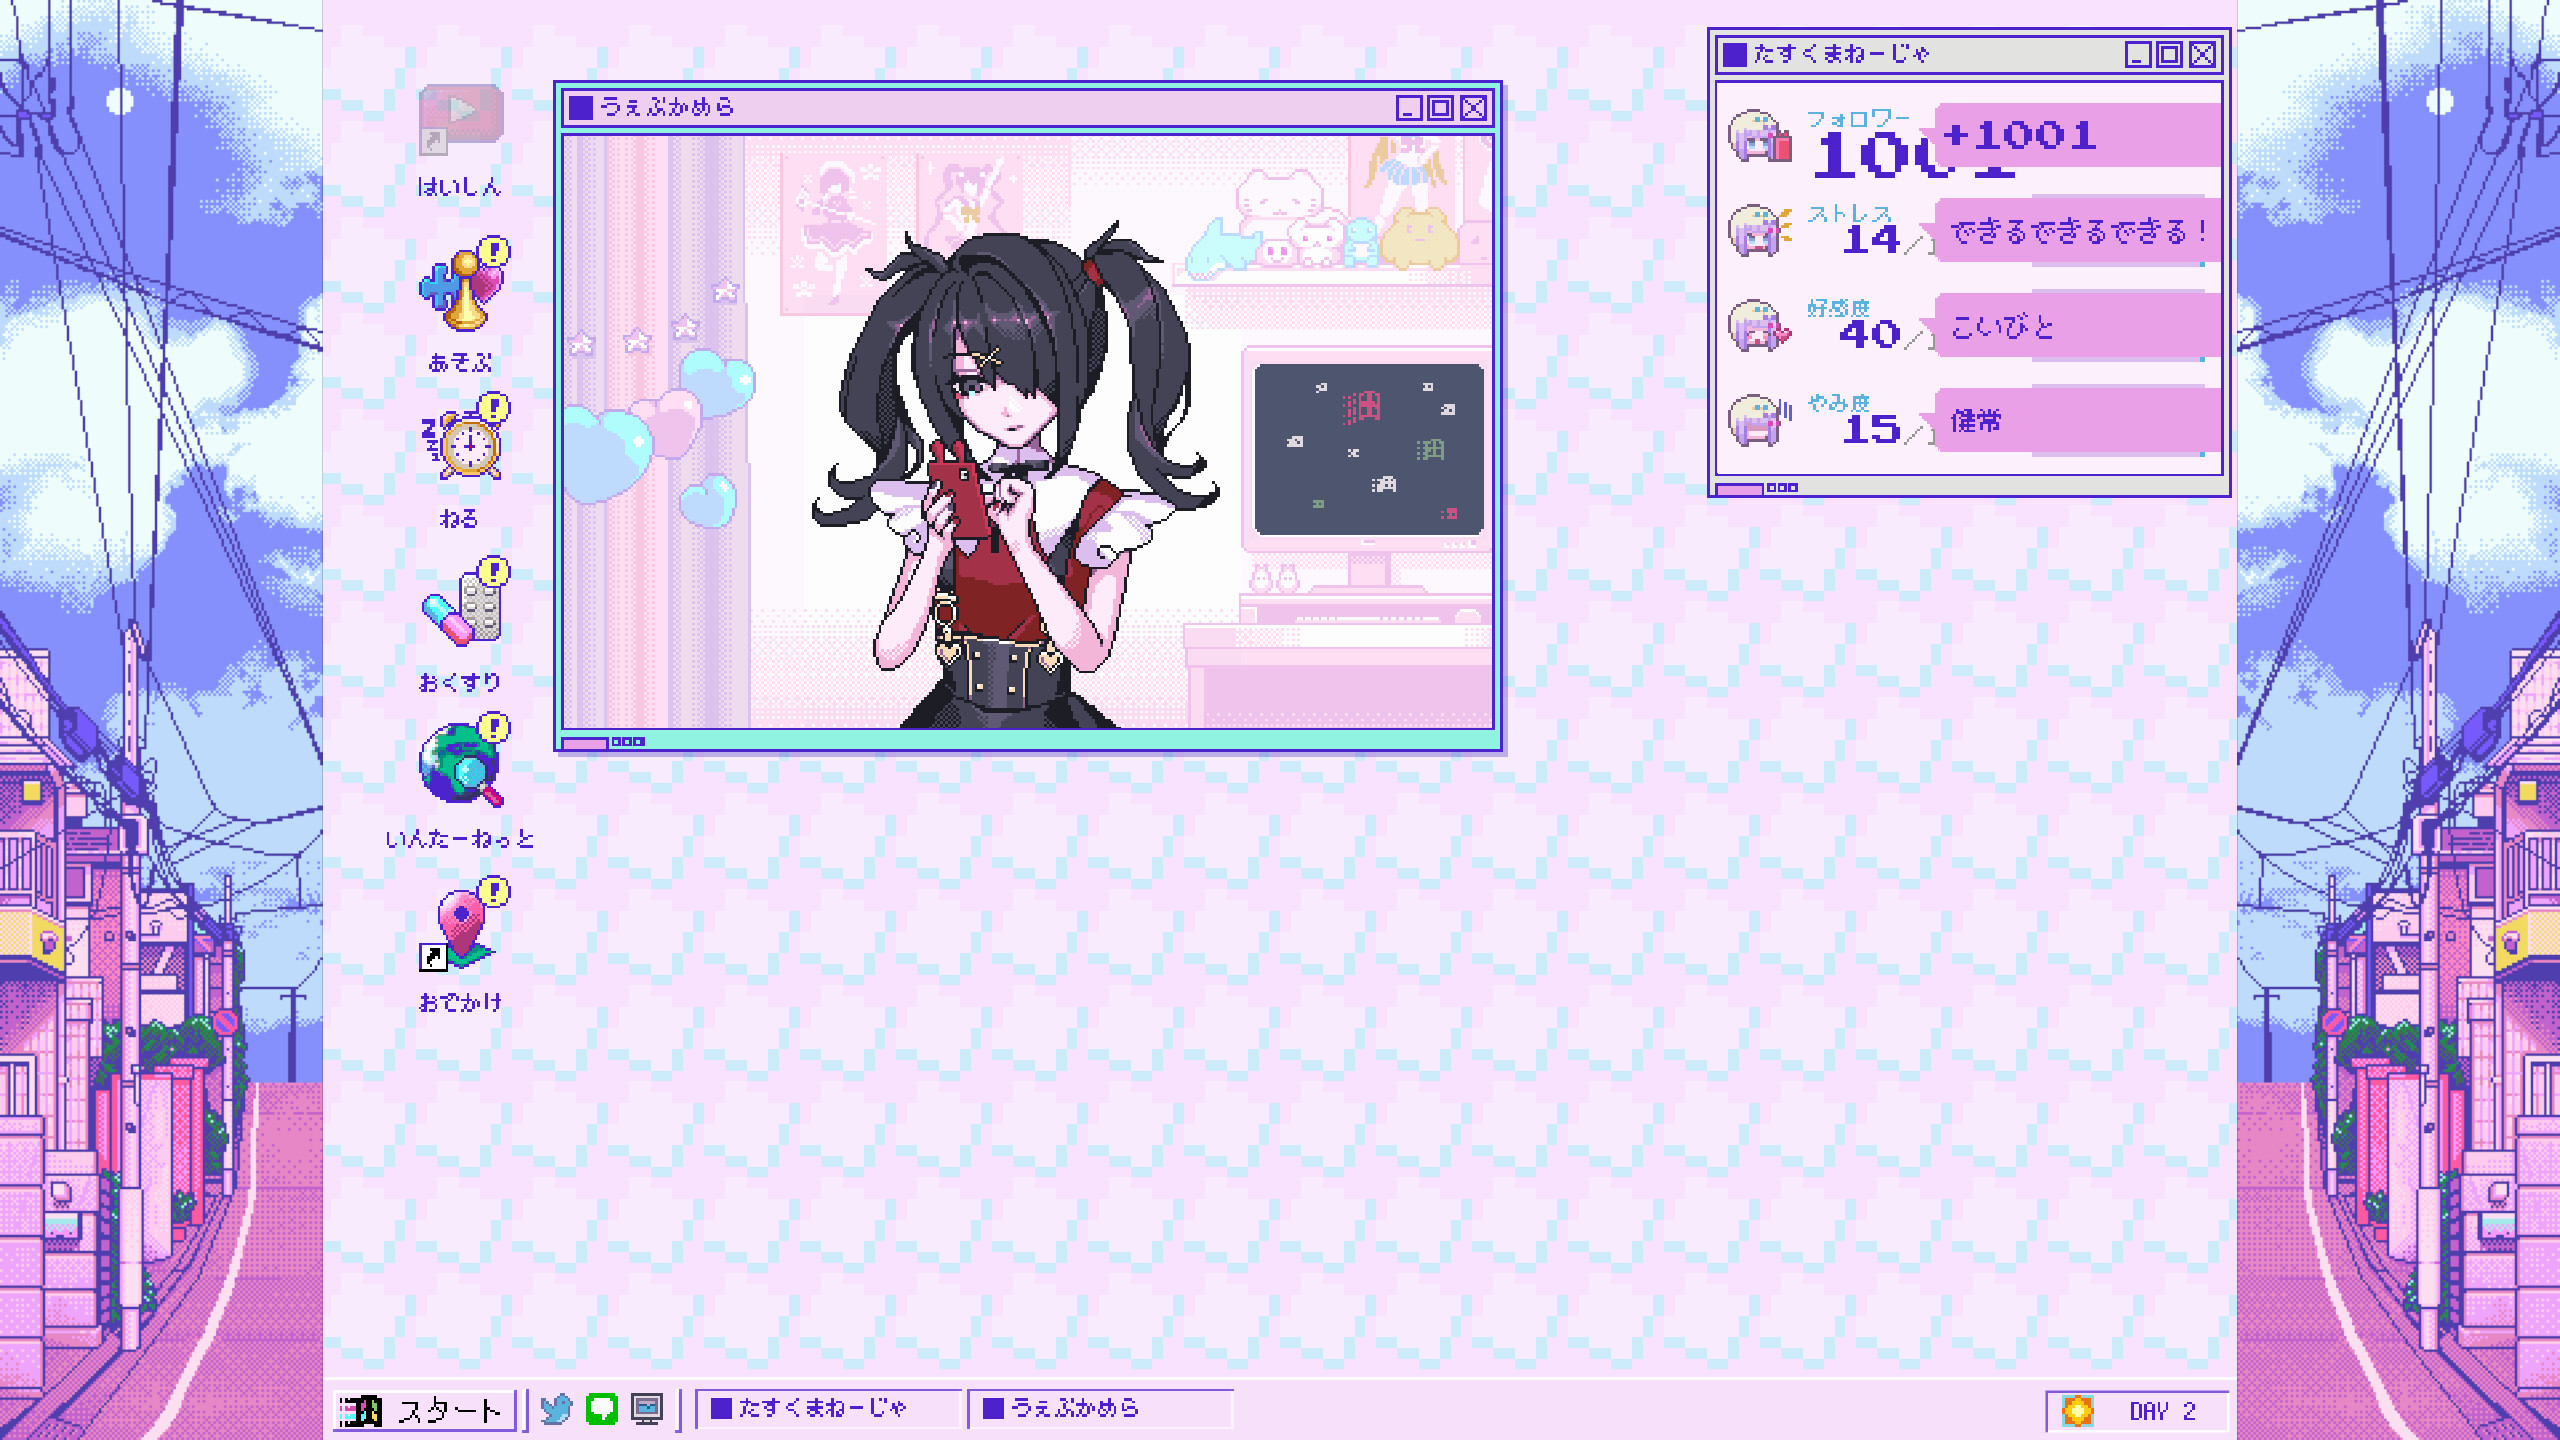 はいしん
あそぶ
ねる
おくすり
いんたーねっと
おでかけ
うぇぶかめら
たすくまねーじゃ
フォロワー
1001
+1001
ストレス
14/1
できるできるできる！
好感度
40/1
こいびと
やみ度
15/1
健常
スタート
たすくまねーじゃ
うぇぶかめら
DAY 2